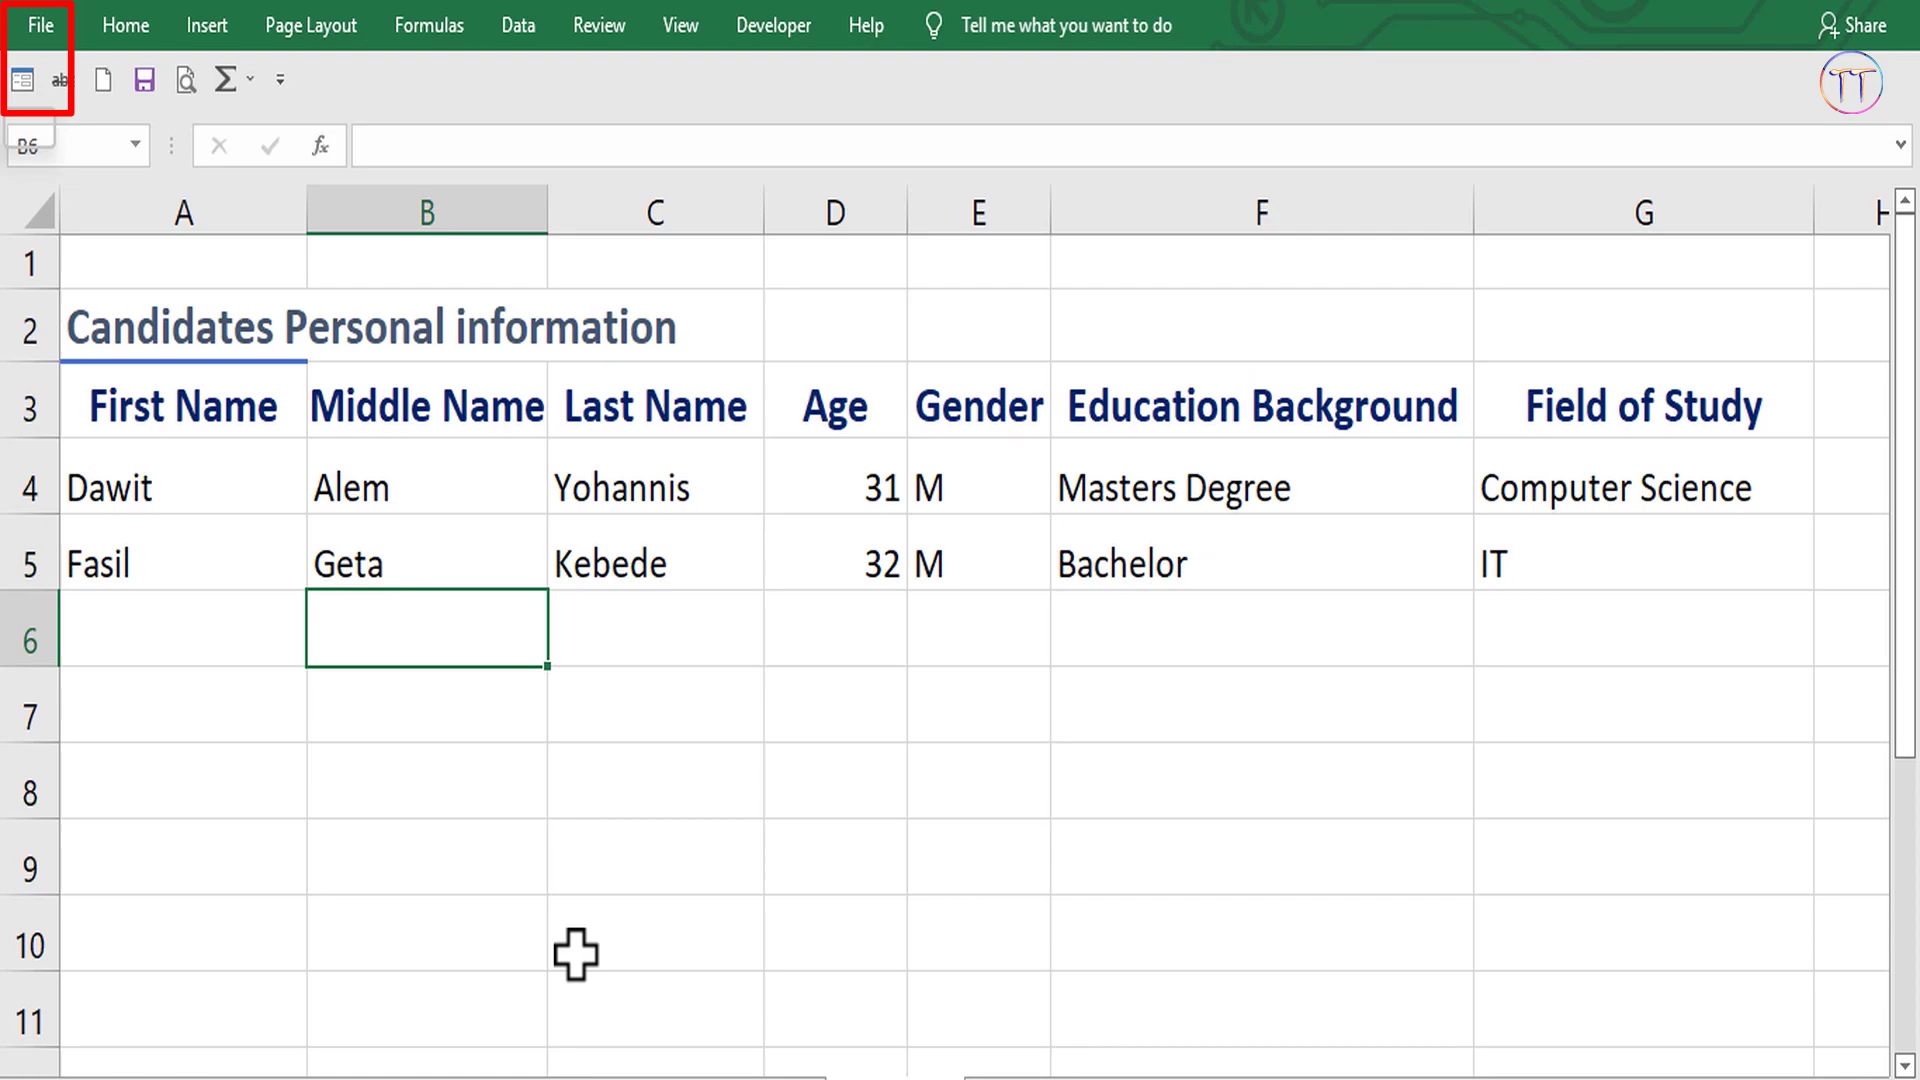 File Home Insert Page Layout Formulas Data Review View Developer Help Tell me what you want to do Share
ab
TT
B6 fx
A B C D E F G H
1
2 Candidates Personal information
3 First Name Middle Name Last Name Age Gender Education Background Field of Study
4 Dawit Alem Yohannis 31 M Masters Degree Computer Science
5 Fasil Geta Kebede 32 M Bachelor IT
6
7
8
9
10
11